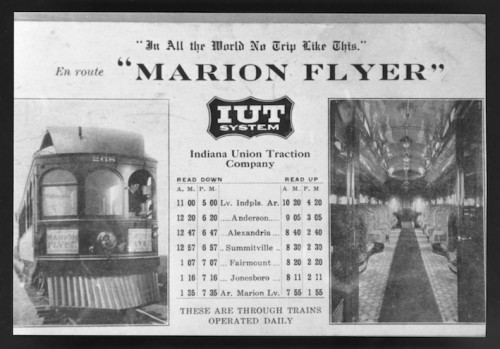 "In All the World No Trip Like This."
En route "MARION FLYER"
IUT
SYSTEM
Indiana Union Traction
Company
READ DOWN READ UP
A. M. P. M. A. M. P. M
11 00 5 00 Lv. Indpls. Ar. 10 20 4 20
12 20 6 20 ....Anderson.... 9 05 3 05
12 47 6 47 ...Alexandria... 8 40 2 40
12 57 6 57 ..Summitville.. 8 30 2 30
1 07 7 07 ...Fairmount... 8 20 2 20
1 16 7 16 ... Jonesboro ... 8 11 2 11
1 35 7 35 Ar. Marion Lv. 7 55 1 55
THESE ARE THROUGH TRAINS
OPERATED DAILY
268
MARION
FLYER